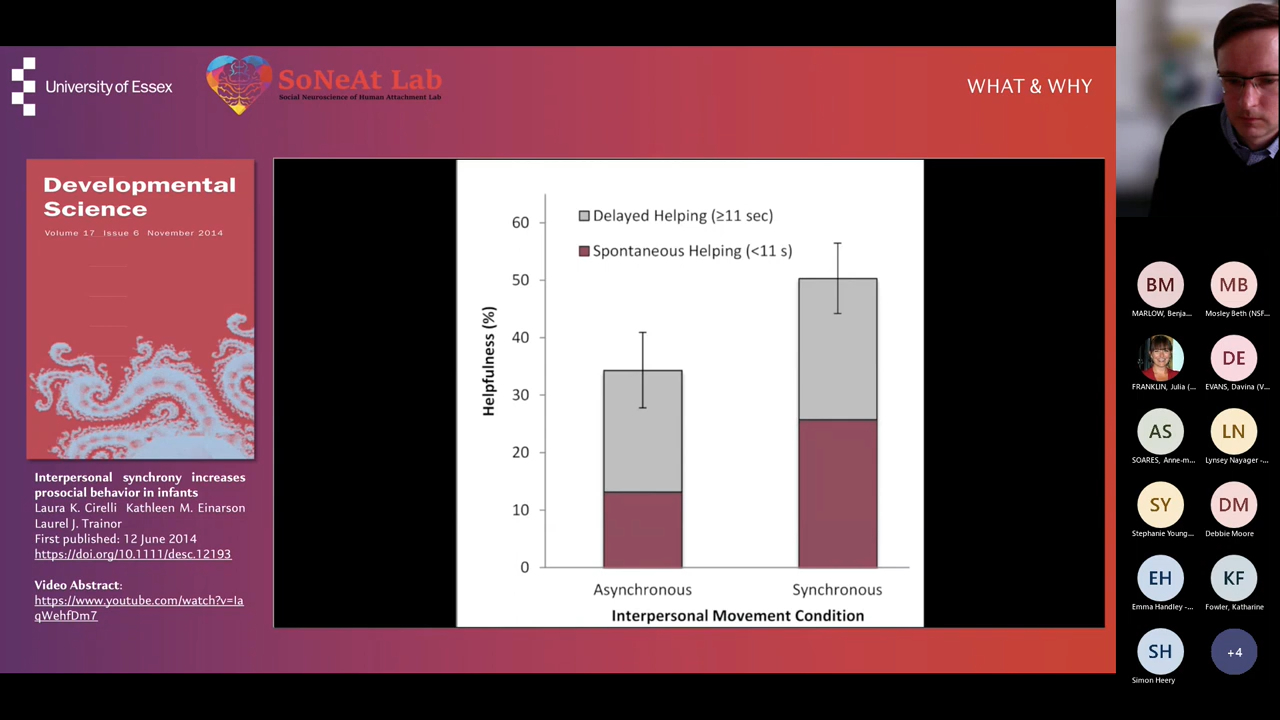 University of Essex
SoNeAt Lab
Social Neuroscience of Human Attachment Lab
WHAT & WHY
Developmental
Science
Volume 17 Issue 6 November 2014
Interpersonal synchrony increases
prosocial behavior in infants
Laura K. Cirelli Kathleen M. Einarson
Laurel J. Trainor
First published: 12 June 2014
https://doi.org/10.1111/desc.12193
Video Abstract:
https://www.youtube.com/watch?v=Ia
qWehfDm7
Delayed Helping (≥11 sec)
Spontaneous Helping (<11 s)
Helpfulness (%)
60
50
40
30
20
10
0
Asynchronous
Synchronous
Interpersonal Movement Condition
BM
MB
MARLOW, Benja...
Mosley Beth (NSF...
DE
FRANKLIN, Julia (...
EVANS, Davina (V...
AS
LN
SOARES, Anne-m...
Lynsey Nayager -...
SY
DM
Stephanie Young...
Debbie Moore
EH
KF
Emma Handley -...
Fowler, Katharine
SH
+4
Simon Heery